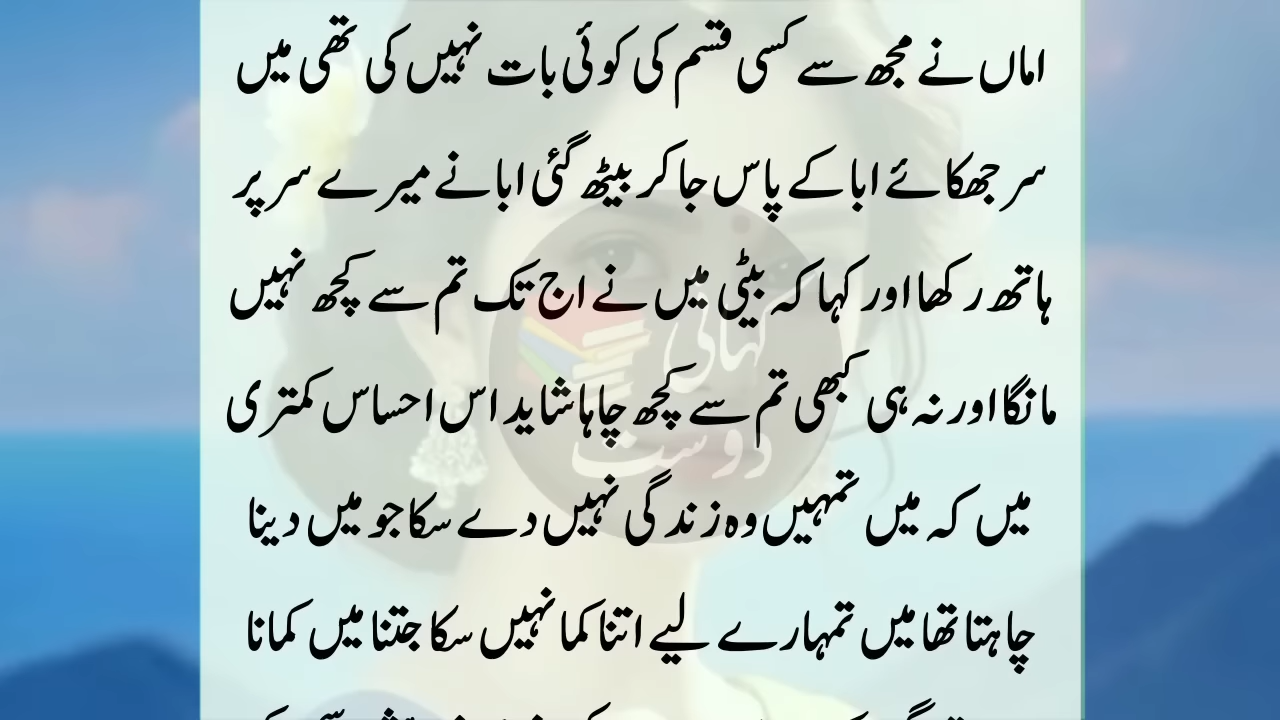 اماں نے مجھ سے کسی قسم کی کوئی بات نہیں کی تھی میں
سر جھکائے ابا کے پاس جا کر بیٹھ گئی ابا نے میرے سر پر
ہاتھ رکھا اور کہا کہ بیٹی میں نے اج تک تم سے کچھ نہیں
مانگا اور نہ ہی کبھی تم سے کچھ چاہا شاید اس احساس کمتری
میں کہ میں تمہیں وہ زندگی نہیں دے سکا جو میں دینا
چاہتا تھا میں تمہارے لیے اتنا کما نہیں سکا جتنا میں کمانا
کہانی
دوست